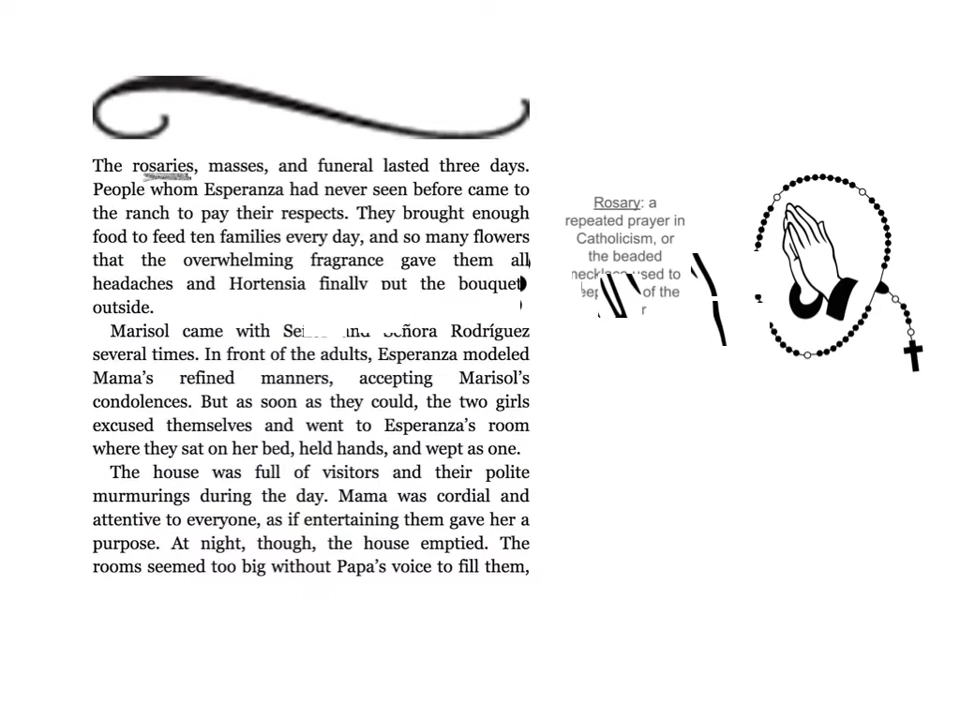 The rosaries, masses, and funeral lasted three days.
People whom Esperanza had never seen before came to
the ranch to pay their respects. They brought enough
food to feed ten families every day, and so many flowers
that the overwhelming fragrance gave them all
headaches and Hortensia finally put the bouquet
outside.
Marisol came with Señora Rodríguez
several times. In front of the adults, Esperanza modeled
Mama’s refined manners, accepting Marisol’s
condolences. But as soon as they could, the two girls
excused themselves and went to Esperanza’s room
where they sat on her bed, held hands, and wept as one.
The house was full of visitors and their polite
murmurings during the day. Mama was cordial and
attentive to everyone, as if entertaining them gave her a
purpose. At night, though, the house emptied. The
rooms seemed too big without Papa’s voice to fill them,
Rosary: a
repeated prayer in
Catholicism, or
the beaded
used to
of the